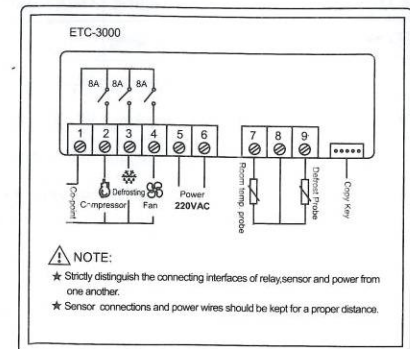 ETC-3000
8A 8A 8A
1 2 3 4 5 6 7 8 9
Co-point
C-mpressor
Defrosting
Fan
Power
220VAC
Room temp. probe
Defrost Probe
Copy Key
NOTE:
★ Strictly distinguish the connecting interfaces of relay,sensor and power from
one another.
★ Sensor connections and power wires should be kept for a proper distance.